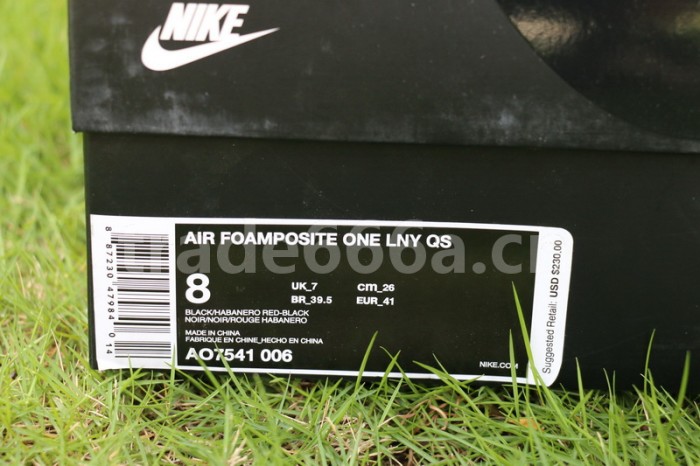 NIKE
AIR FOAMPOSITE ONE LNY QS
8
UK_7 cm_26
BR_39.5 EUR_41
BLACK/HABANERO RED-BLACK
NOIR/NOIR/ROUGE HABANERO
MADE IN CHINA
FABRIQUE EN CHINE_HECHO EN CHINA
AO7541 006
NIKE.COM
Suggested Retail: USD $230.00
8 87230 47984 0 14
trade666a.cn